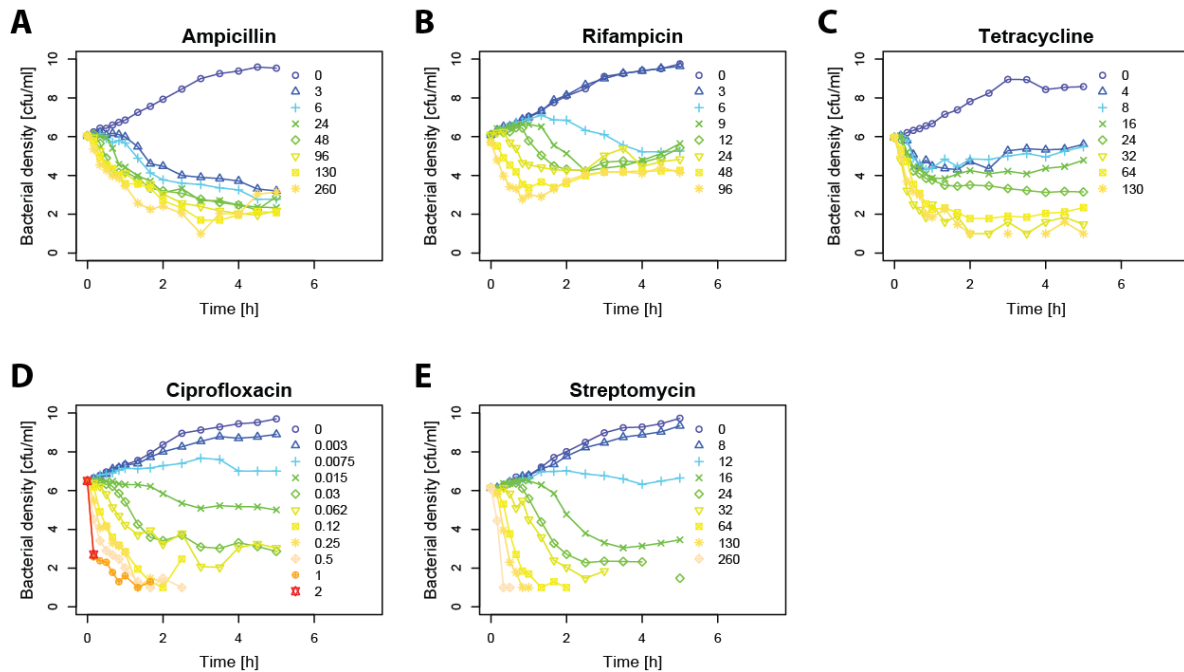 A
Ampicillin
Bacterial density [cfu/ml]
10
8
6
4
2
0
0 2 4 6
Time [h]
0
3
6
24
48
96
130
260
B
Rifampicin
Bacterial density [cfu/ml]
10
8
6
4
2
0
0 2 4 6
Time [h]
0
3
6
9
12
24
48
96
C
Tetracycline
Bacterial density [cfu/ml]
10
8
6
4
2
0
0 2 4 6
Time [h]
0
4
8
16
24
32
64
130
D
Ciprofloxacin
Bacterial density [cfu/ml]
10
8
6
4
2
0
0 2 4 6
Time [h]
0
0.003
0.0075
0.015
0.03
0.062
0.12
0.25
0.5
1
2
E
Streptomycin
Bacterial density [cfu/ml]
10
8
6
4
2
0
0 2 4 6
Time [h]
0
8
12
16
24
32
64
130
260